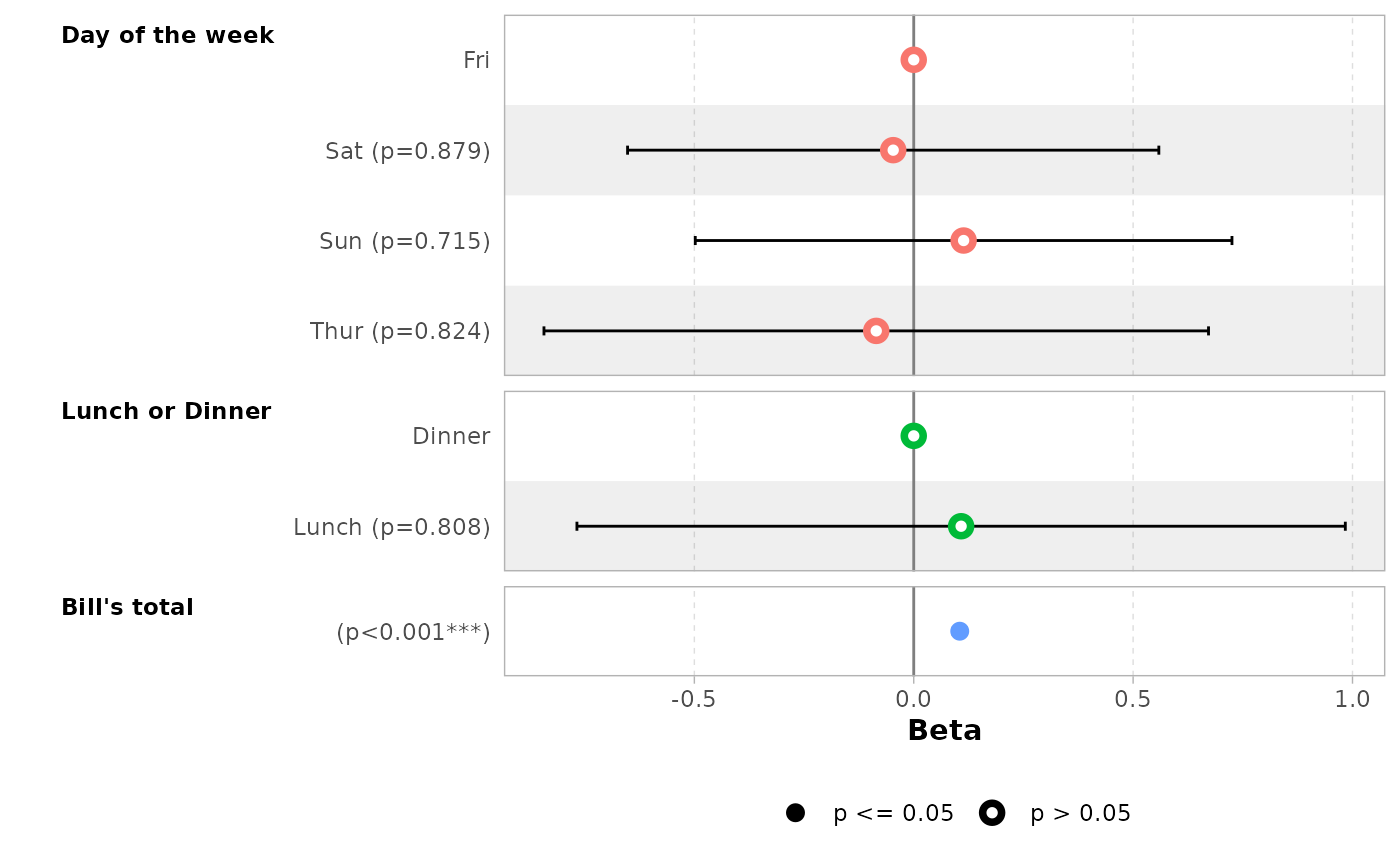 Day of the week
Fri
Sat (p=0.879)
Sun (p=0.715)
Thur (p=0.824)
Lunch or Dinner
Dinner
Lunch (p=0.808)
Bill's total
(p<0.001***)
-0.5 0.0 0.5 1.0
Beta
p <= 0.05 p > 0.05